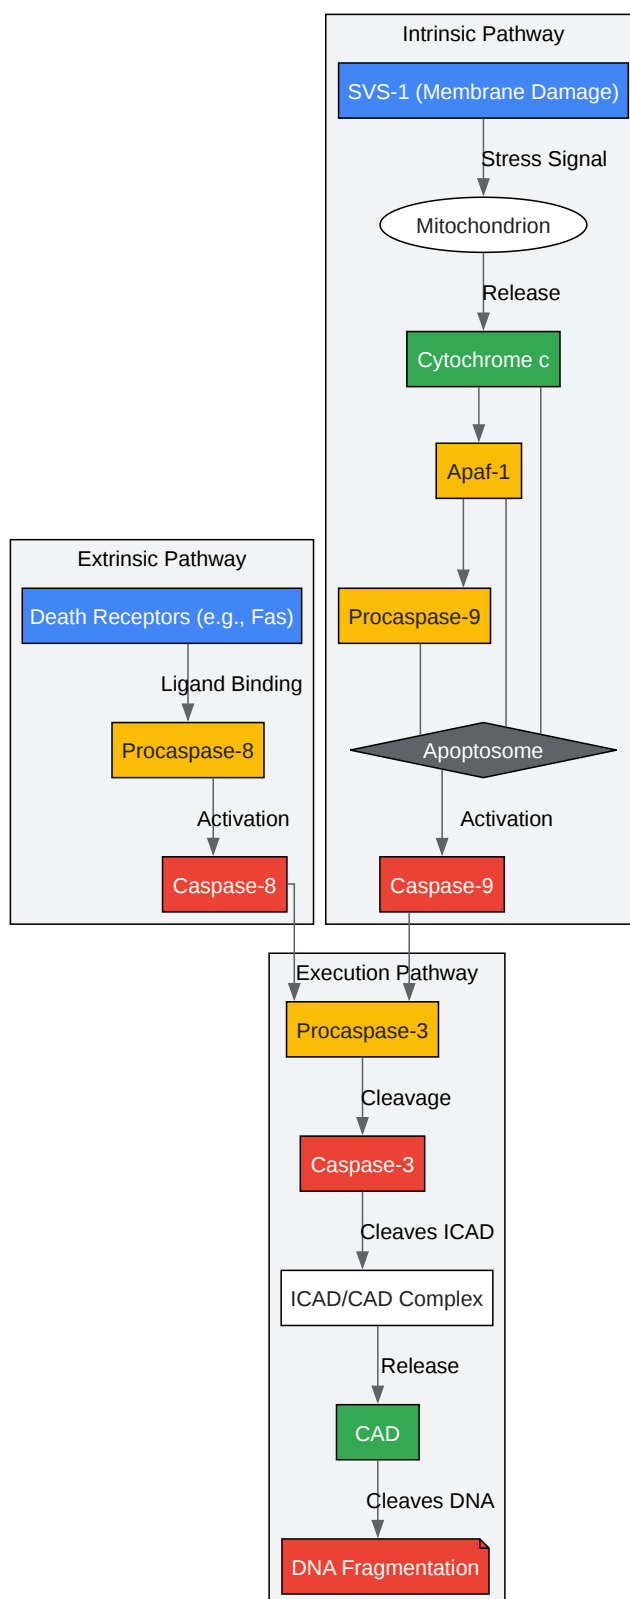 Intrinsic Pathway
SVS-1 (Membrane Damage)
Stress Signal
Mitochondrion
Release
Cytochrome c
Apaf-1
Procaspase-9
Apoptosome
Activation
Caspase-9
Extrinsic Pathway
Death Receptors (e.g., Fas)
Ligand Binding
Procaspase-8
Activation
Caspase-8
Execution Pathway
Procaspase-3
Cleavage
Caspase-3
Cleaves ICAD
ICAD/CAD Complex
Release
CAD
Cleaves DNA
DNA Fragmentation